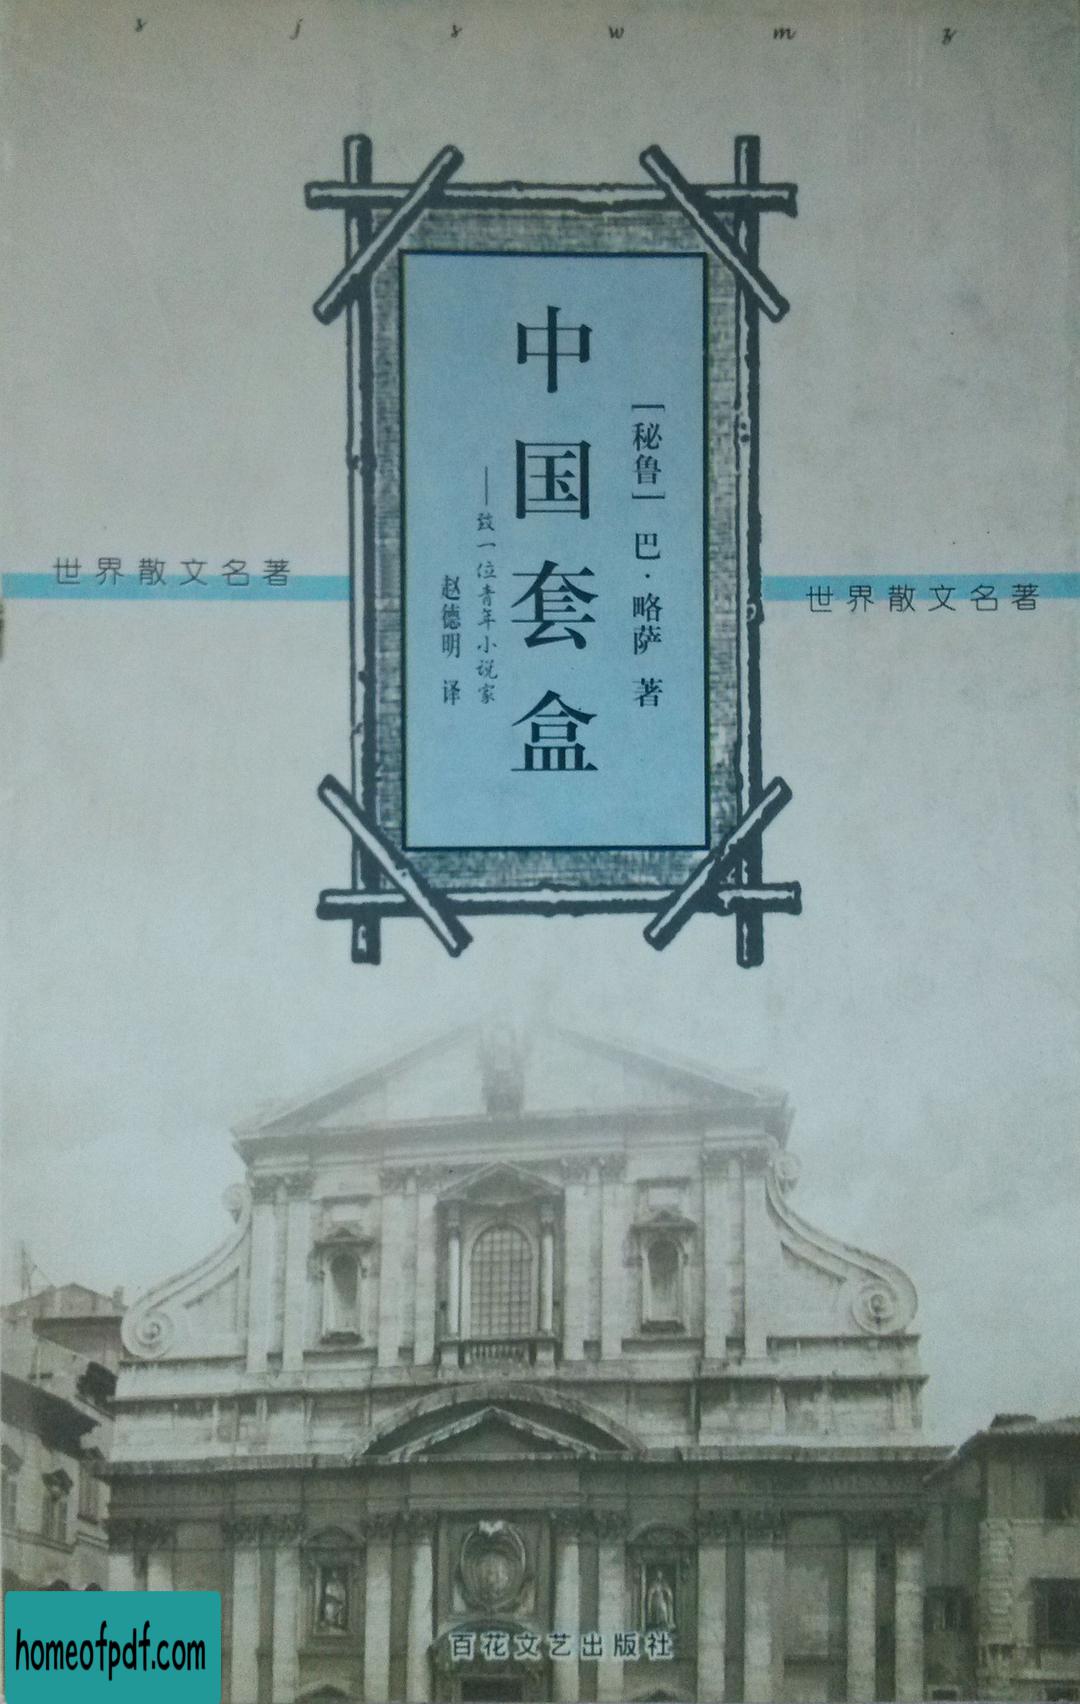 s j s w m z
[秘鲁] 巴·略萨 著
中国套盒
——致一位青年小说家
赵德明 译
世界散文名著
世界散文名著
百花文艺出版社
homeofpdf.com